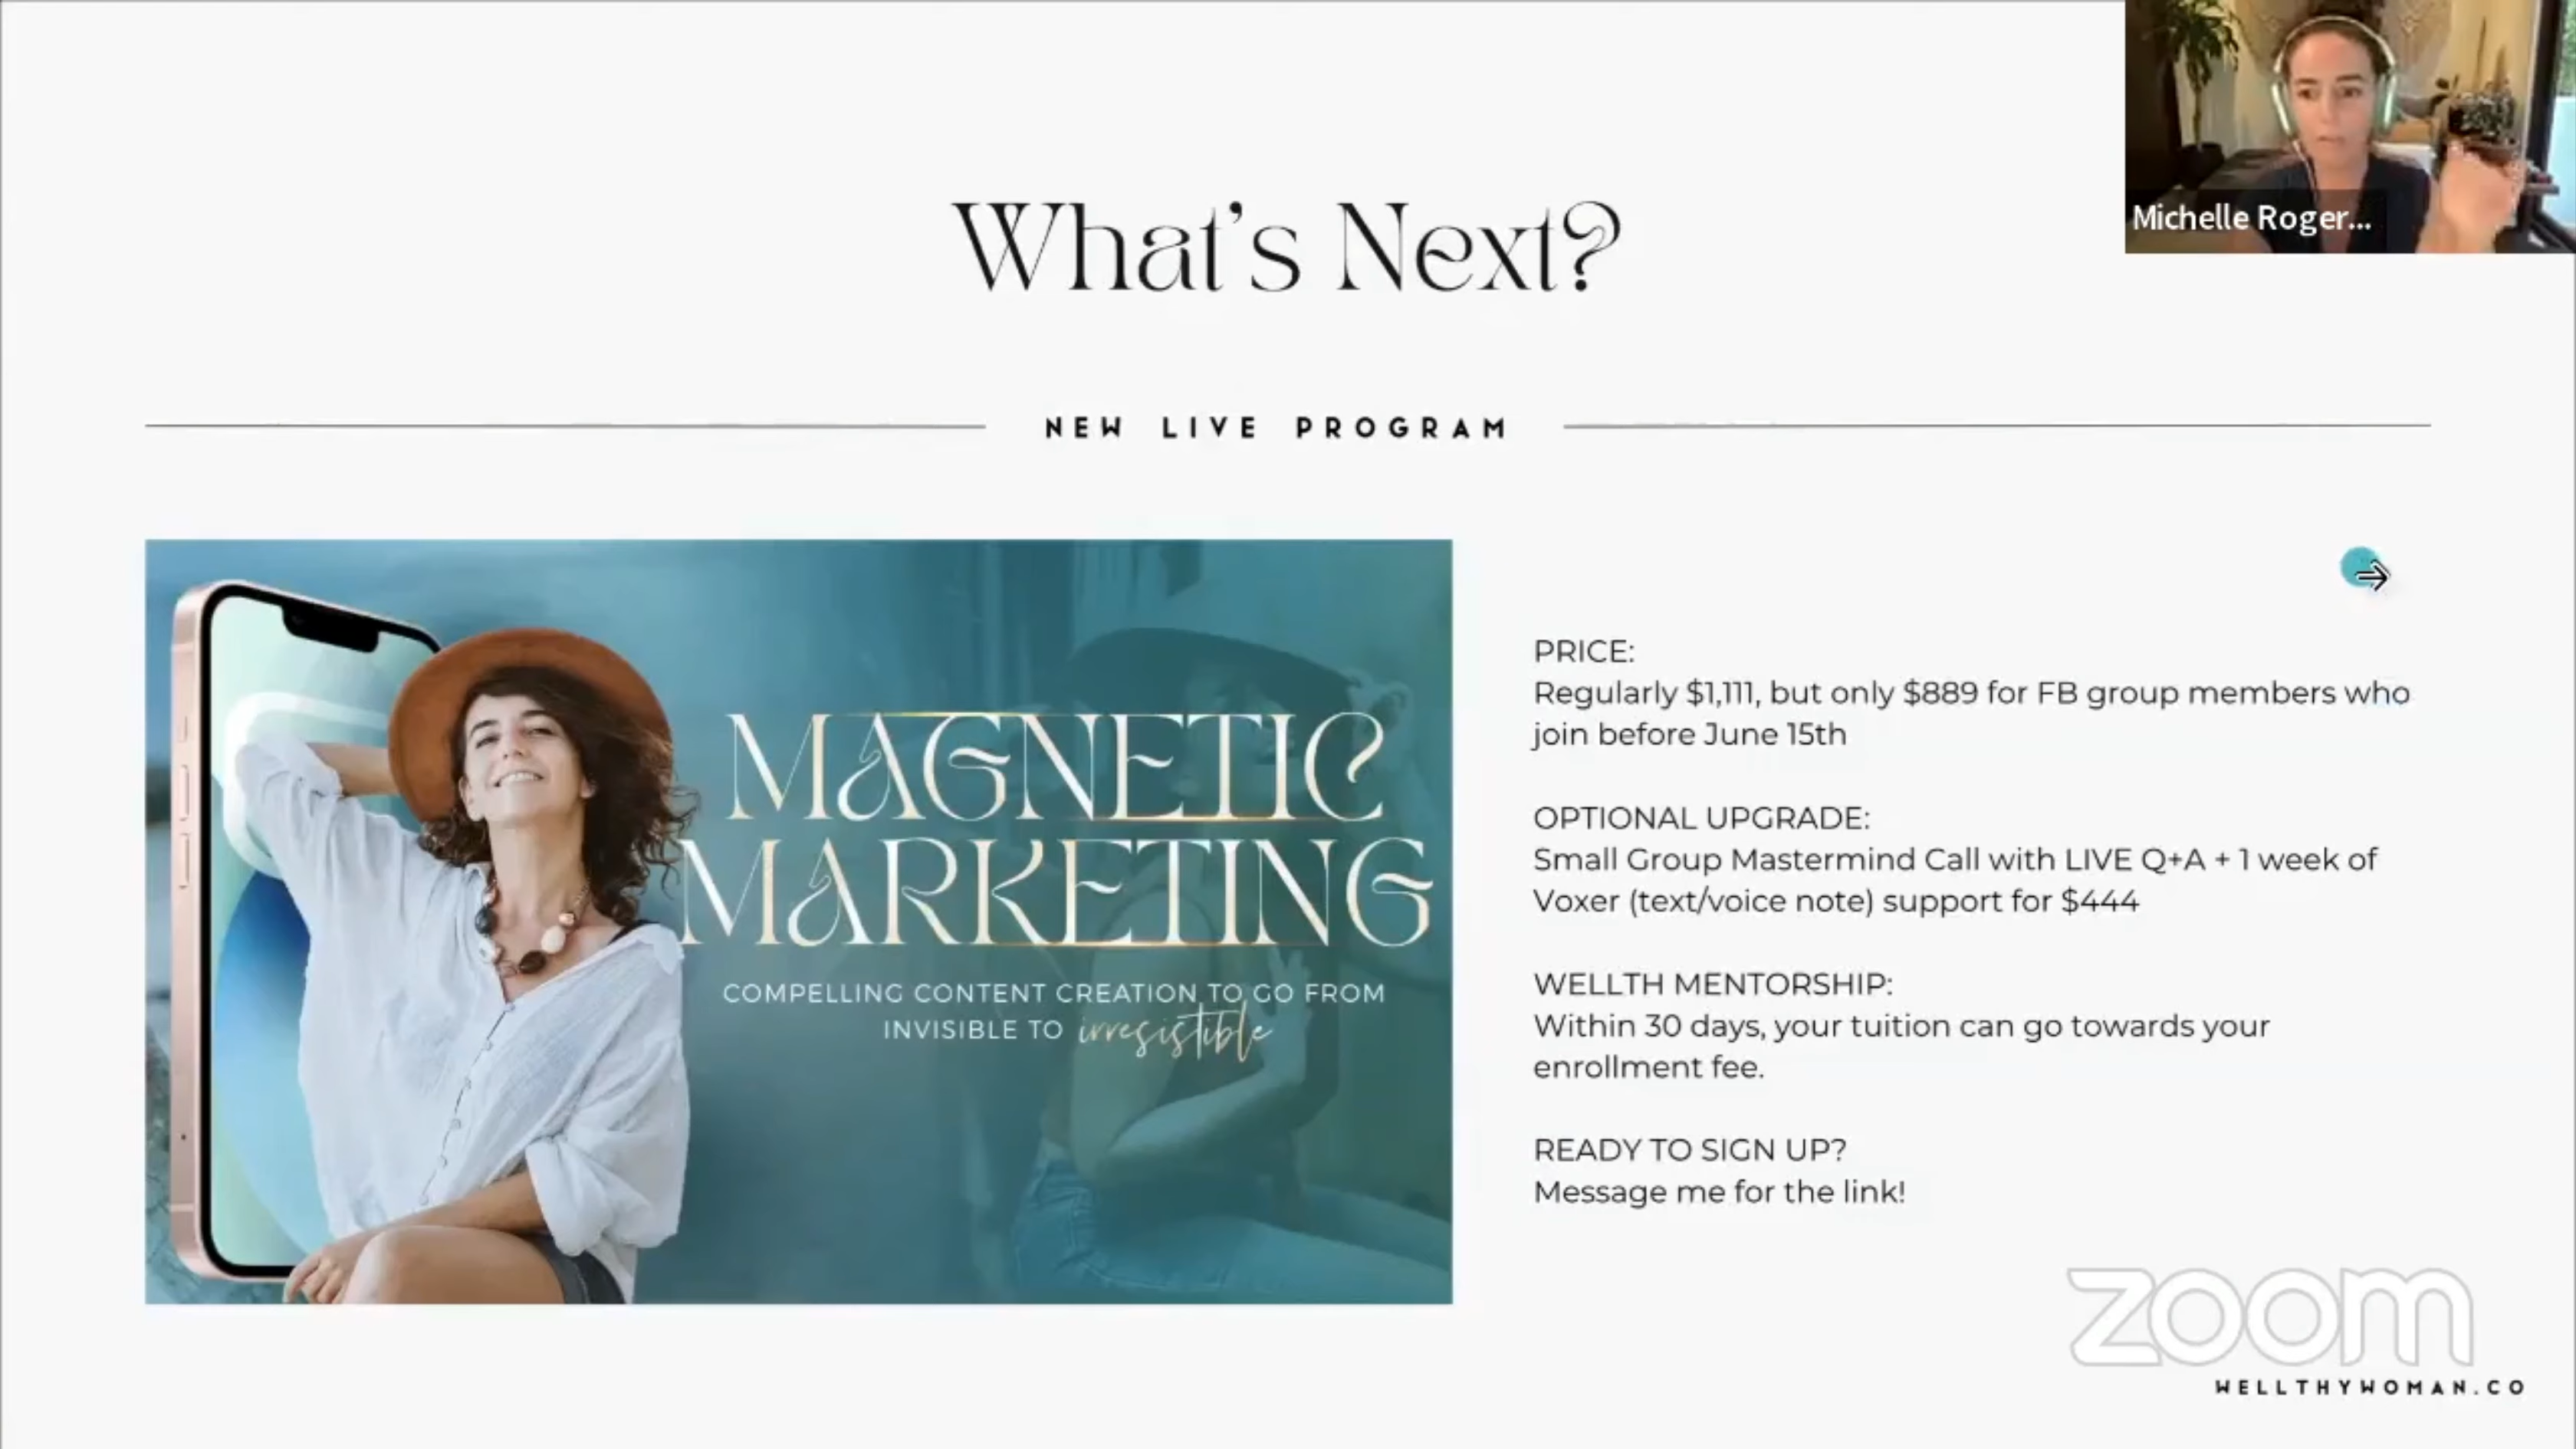 Michelle Roger...
What's Next?
NEW LIVE PROGRAM
MAGNETIC
MARKETING
COMPELLING CONTENT CREATION TO GO FROM
INVISIBLE TO irresistible
PRICE:
Regularly $1,111, but only $889 for FB group members who
join before June 15th
OPTIONAL UPGRADE:
Small Group Mastermind Call with LIVE Q+A + 1 week of
Voxer (text/voice note) support for $444
WELLTH MENTORSHIP:
Within 30 days, your tuition can go towards your
enrollment fee.
READY TO SIGN UP?
Message me for the link!
zoom
WELLTHYWOMAN.CO